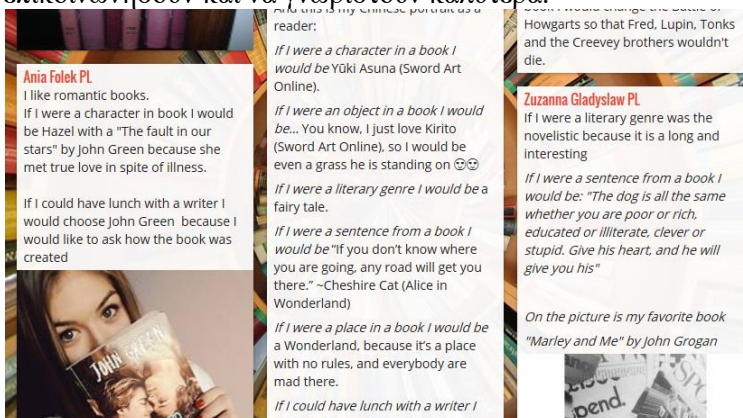 επικοινωνήσουν και να γνωριστούν καλύτερα.
Ania Folek PL
I like romantic books.
If I were a character in book I would
be Hazel with a "The fault in our
stars" by John Green because she
met true love in spite of illness.
If I could have lunch with a writer I
would choose John Green because I
would like to ask how the book was
created
JOHN GREEN
And this is my Chinese portrait as a
reader:
If I were a character in a book I
would be Yūki Asuna (Sword Art
Online).
If I were an object in a book I would
be... You know, I just love Kirito
(Sword Art Online), so I would be
even a grass he is standing on 😍😍
If I were a literary genre I would be a
fairy tale.
If I were a sentence from a book I
would be "If you don't know where
you are going, any road will get you
there." ~Cheshire Cat (Alice in
Wonderland)
If I were a place in a book I would be
a Wonderland, because it's a place
with no rules, and everybody are
mad there.
If I could have lunch with a writer I
book I would change the Battle of
Howgarts so that Fred, Lupin, Tonks
and the Creevey brothers wouldn't
die.
Zuzanna Gladyslaw PL
If I were a literary genre was the
novelistic because it is a long and
interesting
If I were a sentence from a book I
would be: "The dog is all the same
whether you are poor or rich,
educated or illiterate, clever or
stupid. Give his heart, and he will
give you his"
On the picture is my favorite book
"Marley and Me" by John Grogan
pend.